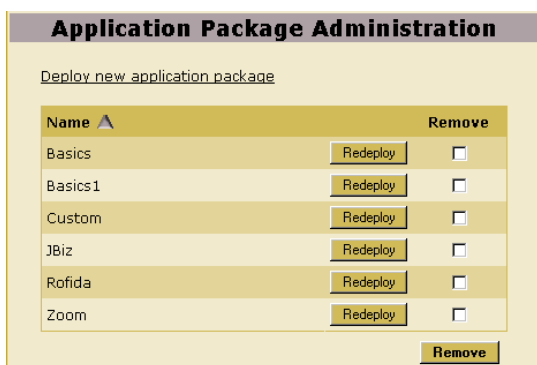 Application Package Administration
Deploy new application package
Name Remove
Basics Redeploy
Basics1 Redeploy
Custom Redeploy
JBiz Redeploy
Rofida Redeploy
Zoom Redeploy
Remove